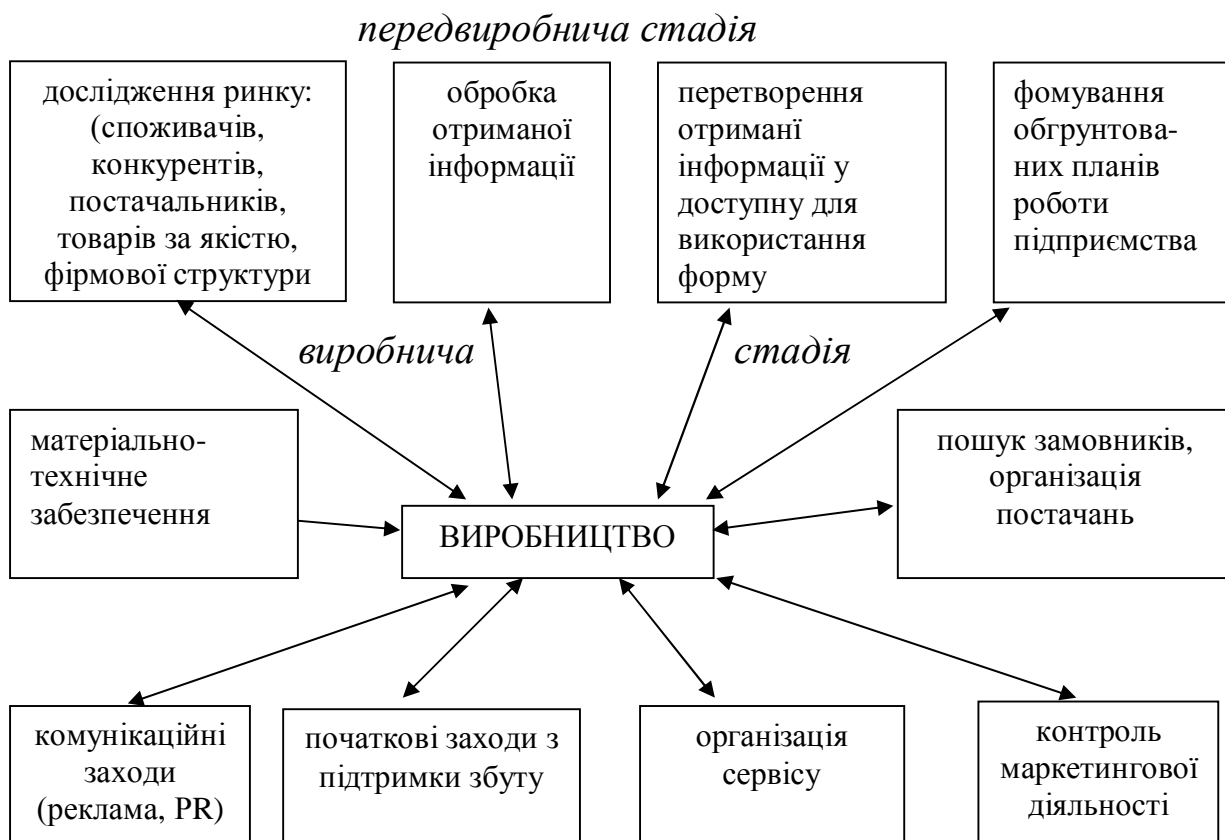 передвиробнича стадія
дослідження ринку:
(споживачів,
конкурентів,
постачальників,
товарів за якістю,
фірмової структури
обробка
отриманої
інформації
перетворення
отриманї
інформації у
доступну для
використання
форму
фомування
обгрунтова-
них планів
роботи
підприємства
виробнича
стадія
матеріально-
технічне
забезпечення
ВИРОБНИЦТВО
пошук замовників,
організація
постачань
комунікаційні
заходи
(реклама, PR)
початкові заходи з
підтримки збуту
організація
сервісу
контроль
маркетингової
діяльності